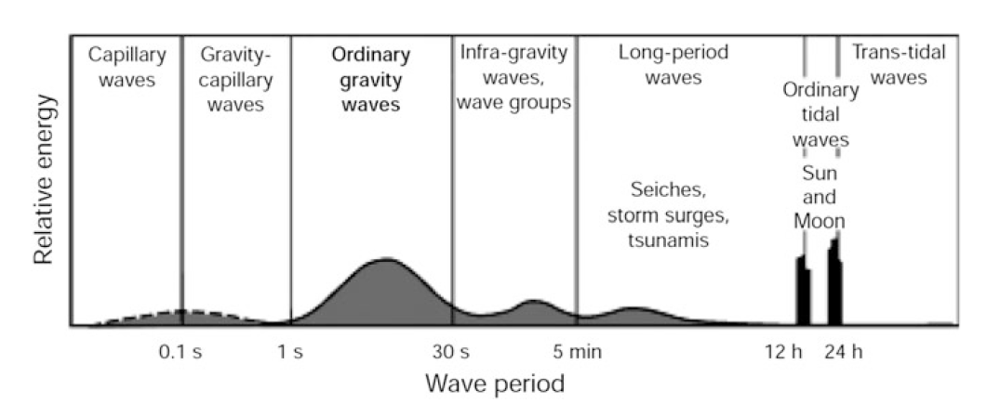 Capillary
waves
Gravity-
capillary
waves
Ordinary
gravity
waves
Infra-gravity
waves,
wave groups
Long-period
waves
Ordinary
tidal
waves
Trans-tidal
waves
Sun
and
Moon
Seiches,
storm surges,
tsunamis
Relative energy
0.1 s
1 s
30 s
5 min
12 h
24 h
Wave period